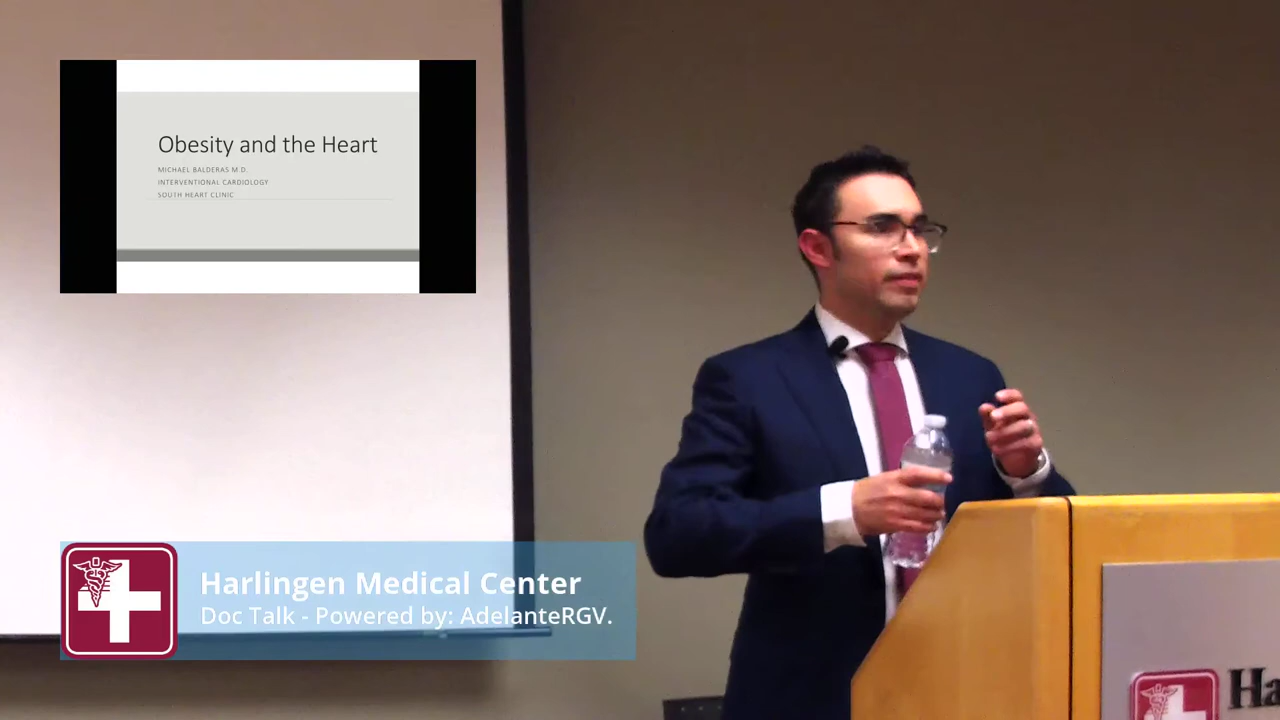 Obesity and the Heart
MICHAEL BALDERAS M.D.
INTERVENTIONAL CARDIOLOGY
SOUTH HEART CLINIC
Harlingen Medical Center
Doc Talk - Powered by: AdelanteRGV.
Ha